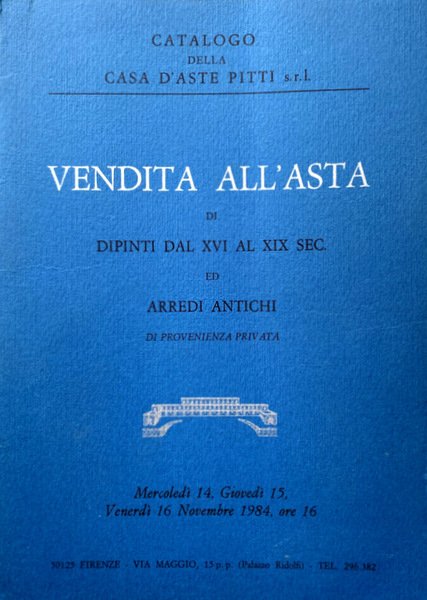 CATALOGO
DELLA
CASA D'ASTE PITTI s.r.l.
VENDITA ALL'ASTA
DI
DIPINTI DAL XVI AL XIX SEC.
ED
ARREDI ANTICHI
DI PROVENIENZA PRIVATA
Mercoledì 14, Giovedì 15,
Venerdì 16 Novembre 1984, ore 16
50125 FIRENZE - VIA MAGGIO, 15 p. p. (Palazzo Ridolfi) - TEL. 296 382